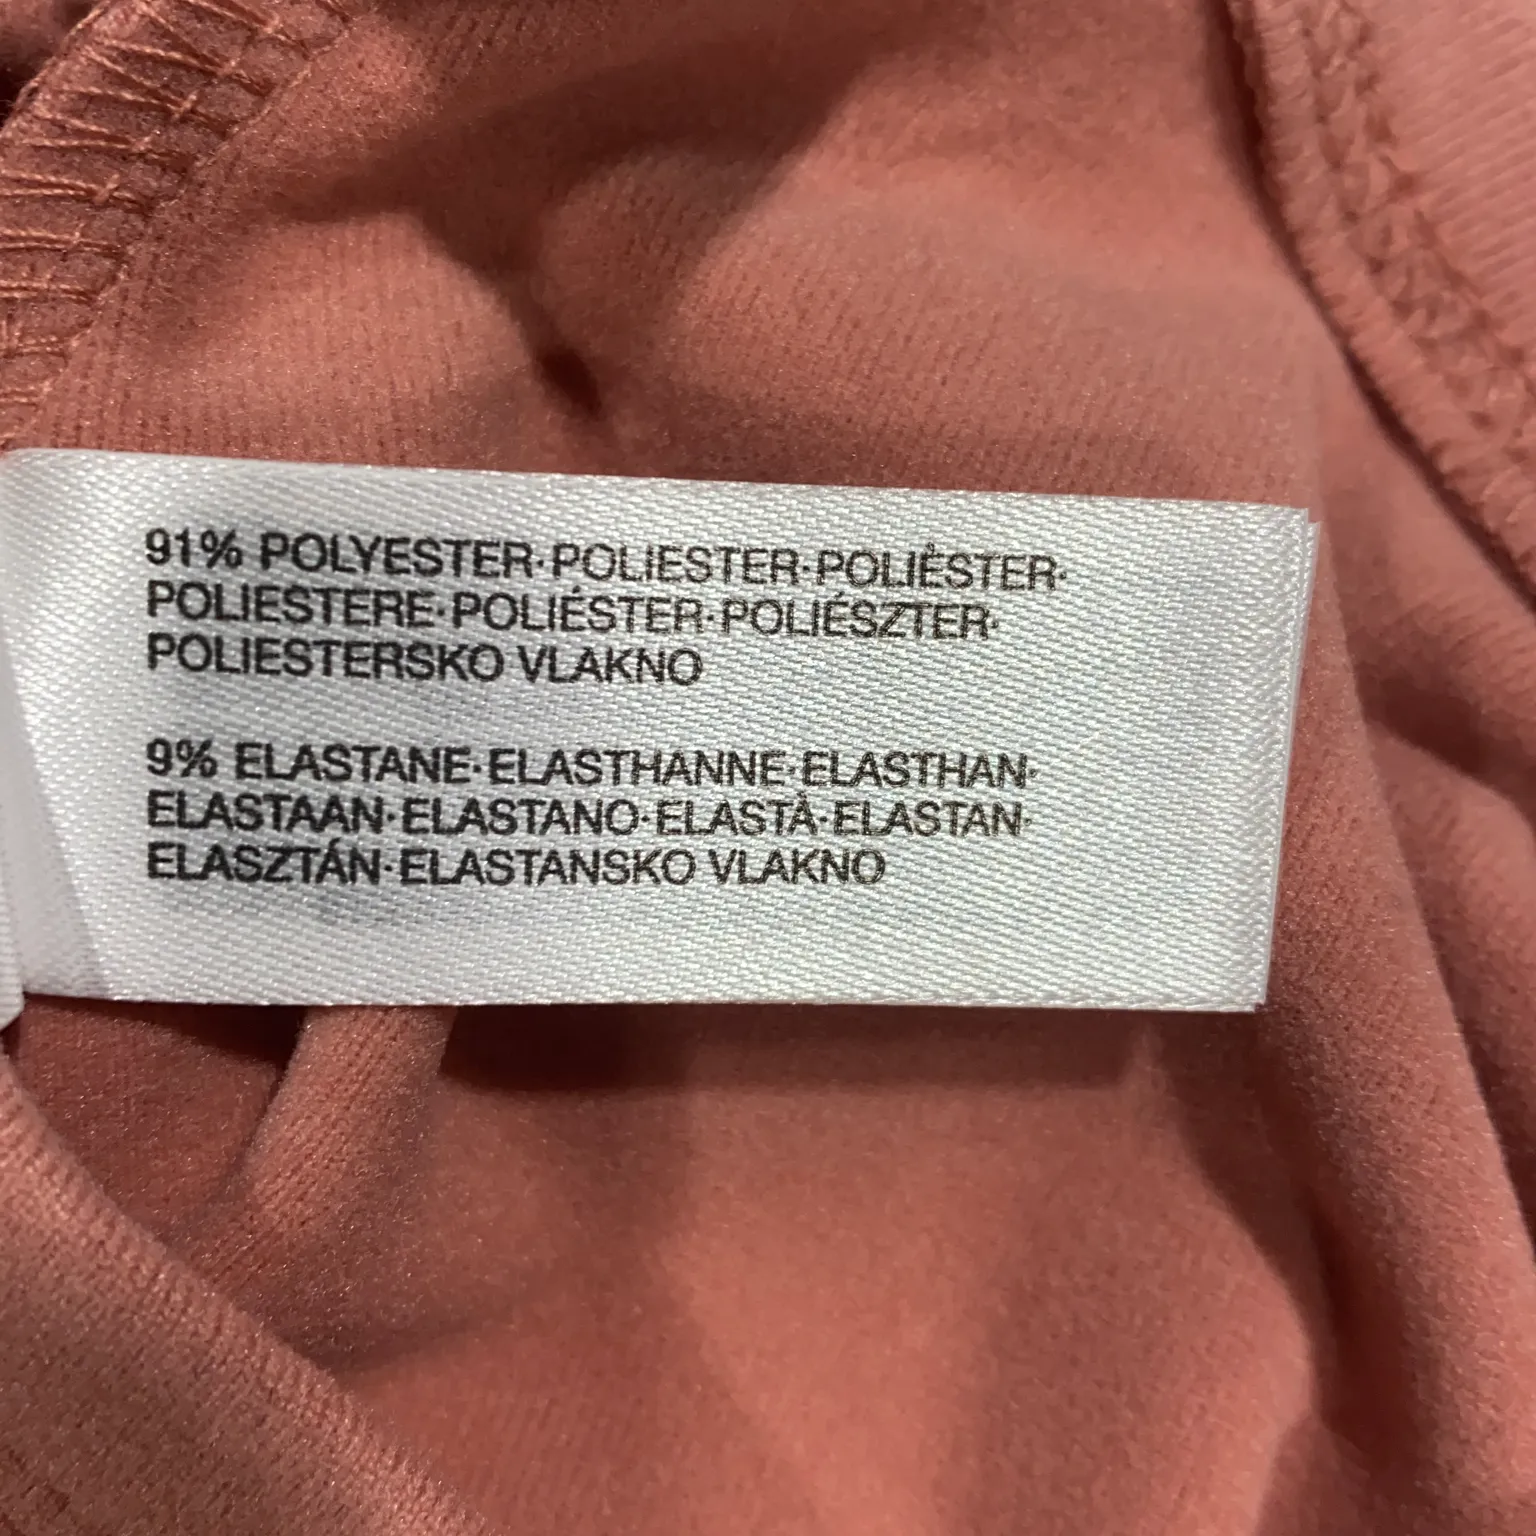 91% POLYESTER·POLIESTER·POLIÈSTER·
POLIESTERE·POLIÉSTER·POLIÉSZTER·
POLIESTERSKO VLAKNO
9% ELASTANE·ELASTHANNE·ELASTHAN·
ELASTAAN·ELASTANO·ELASTÀ·ELASTAN·
ELASZTÁN·ELASTANSKO VLAKNO